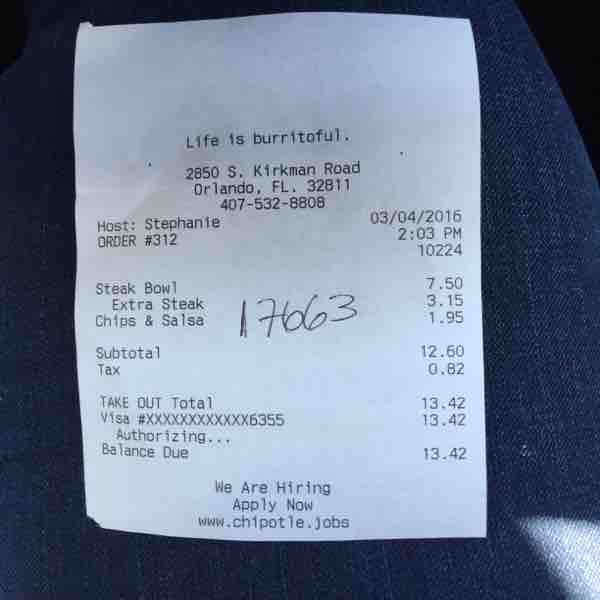 Life is burritoful.
2850 S. Kirkman Road
Orlando, FL. 32811
407-532-8808
Host: Stephanie 03/04/2016
ORDER #312 2:03 PM
10224
Steak Bowl 7.50
Extra Steak 3.15
Chips & Salsa 1.95
17663
Subtotal 12.60
Tax 0.82
TAKE OUT Total 13.42
Visa #XXXXXXXXXXXX6355 13.42
Authorizing...
Balance Due 13.42
We Are Hiring
Apply Now
www.chipotle.jobs